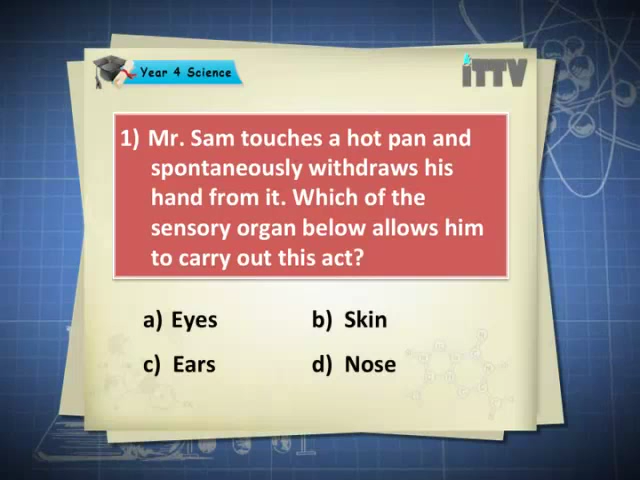 Year 4 Science
iTTV
1) Mr. Sam touches a hot pan and
spontaneously withdraws his
hand from it. Which of the
sensory organ below allows him
to carry out this act?
a) Eyes
b) Skin
c) Ears
d) Nose